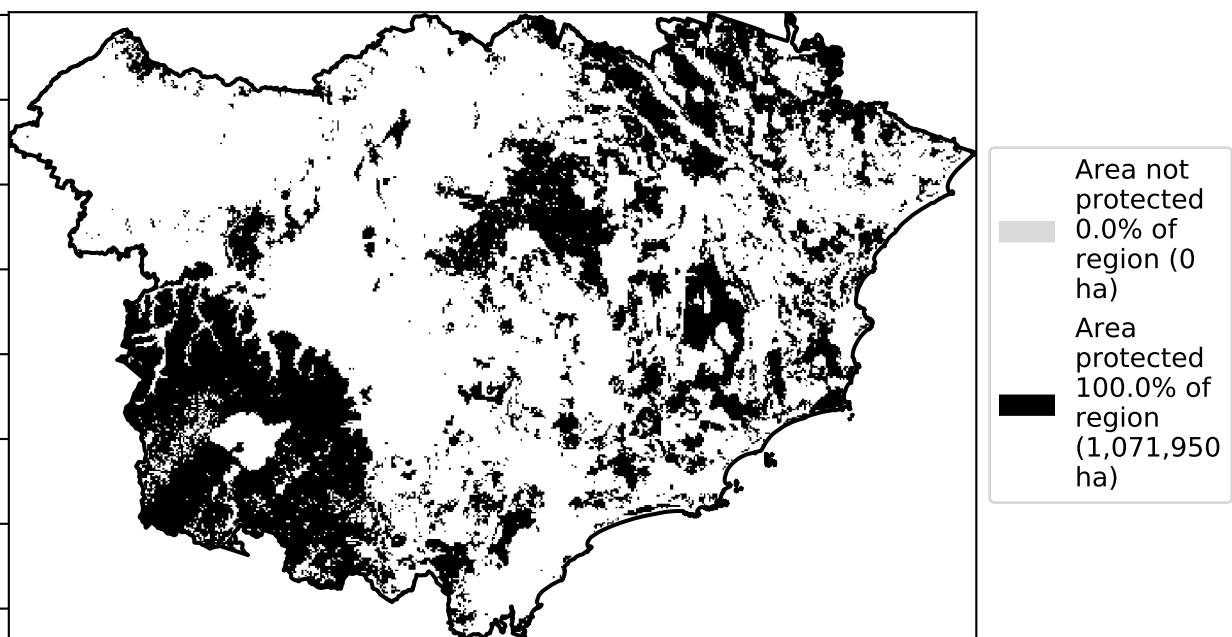 Area not
protected
0.0% of
region (0
ha)
Area
protected
100.0% of
region
(1,071,950
ha)